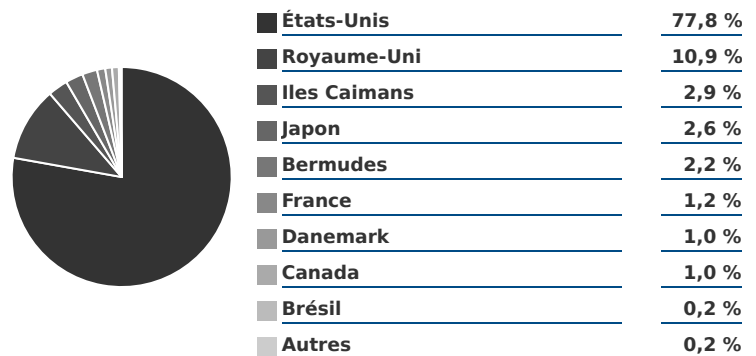 États-Unis 77,8 %
Royaume-Uni 10,9 %
Iles Caimans 2,9 %
Japon 2,6 %
Bermudes 2,2 %
France 1,2 %
Danemark 1,0 %
Canada 1,0 %
Brésil 0,2 %
Autres 0,2 %